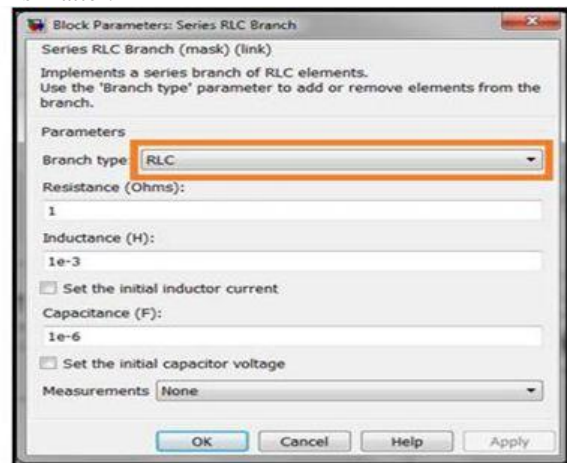 Block Parameters: Series RLC Branch
Series RLC Branch (mask) (link)
Implements a series branch of RLC elements.
Use the 'Branch type' parameter to add or remove elements from the
branch.
Parameters
Branch type: RLC
Resistance (Ohms):
1
Inductance (H):
1e-3
Set the initial inductor current
Capacitance (F):
1e-6
Set the initial capacitor voltage
Measurements None
OK Cancel Help Apply